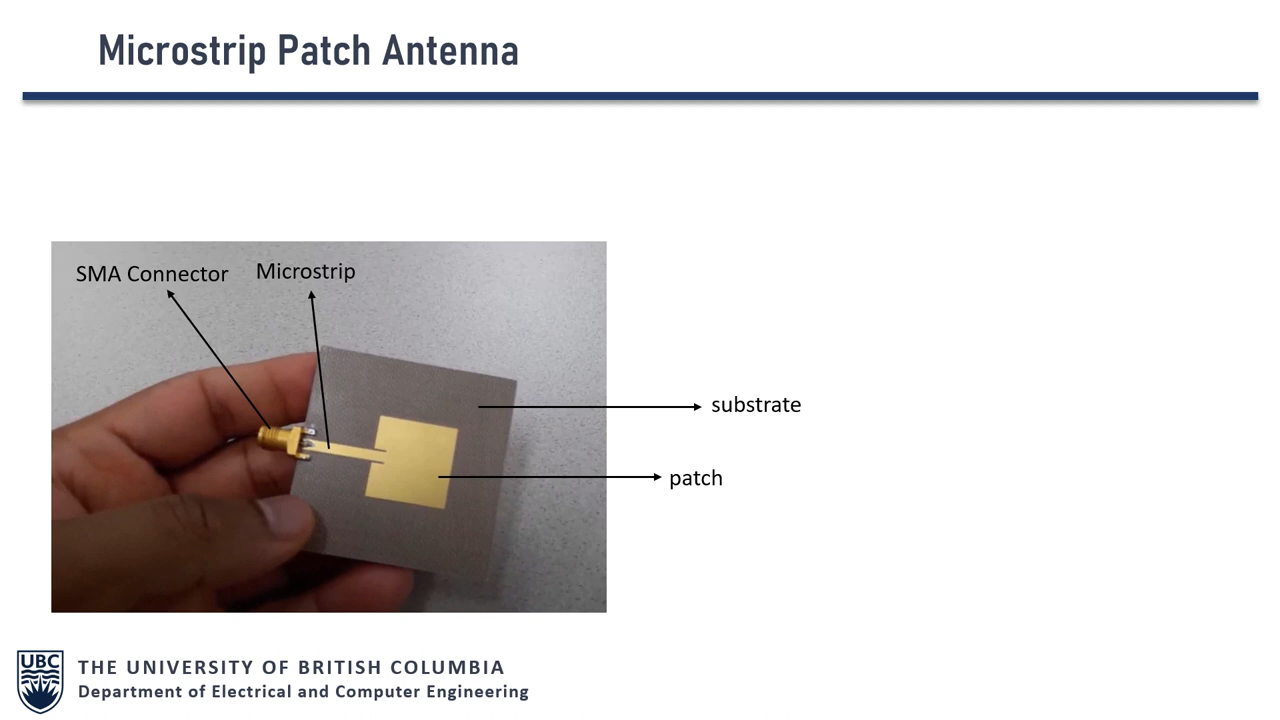 Microstrip Patch Antenna
SMA Connector
Microstrip
substrate
patch
UBC
THE UNIVERSITY OF BRITISH COLUMBIA
Department of Electrical and Computer Engineering